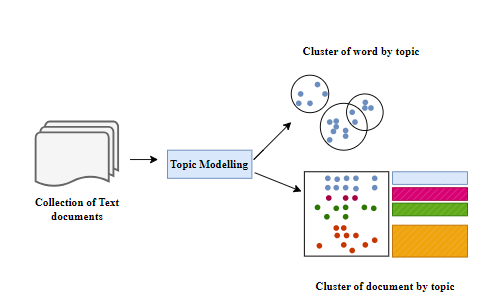 Cluster of word by topic
Topic Modelling
Collection of Text
documents
Cluster of document by topic